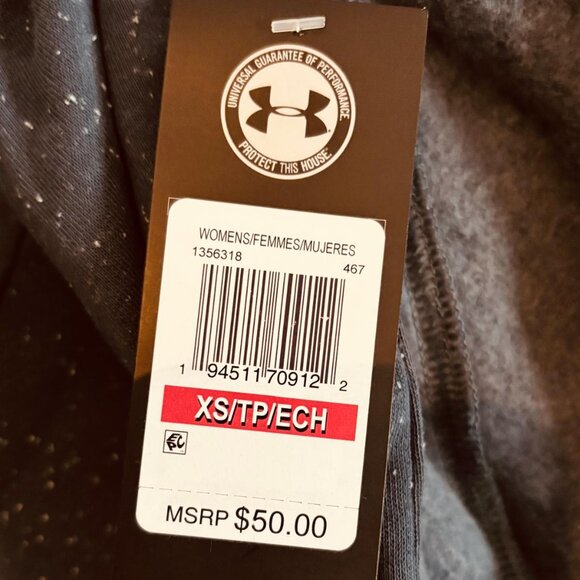 UNIVERSAL GUARANTEE OF PERFORMANCE
PROTECT THIS HOUSE
WOMENS/FEMMES/MUJERES
1356318 467
1 94511 70912 2
XS/TP/ECH
MSRP $50.00